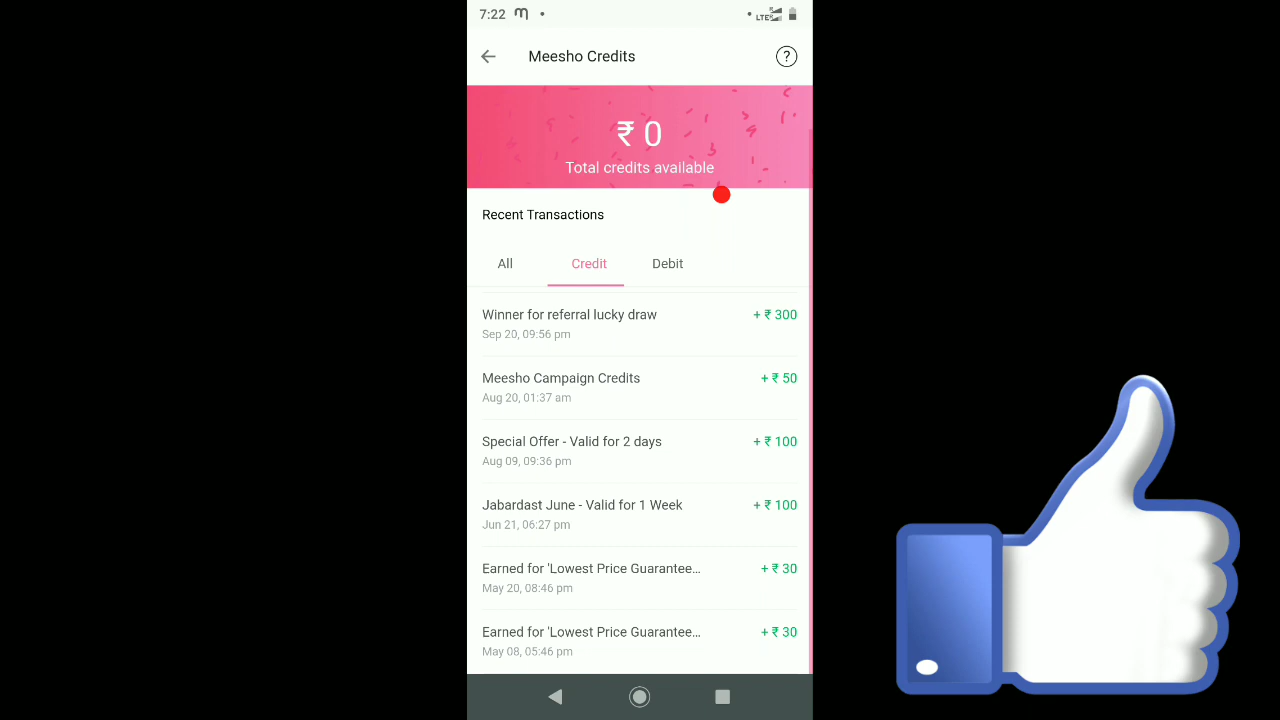 7:22
LTE
Meesho Credits
?
₹ 0
Total credits available
Recent Transactions
All Credit Debit
Winner for referral lucky draw + ₹ 300
Sep 20, 09:56 pm
Meesho Campaign Credits + ₹ 50
Aug 20, 01:37 am
Special Offer - Valid for 2 days + ₹ 100
Aug 09, 09:36 pm
Jabardast June - Valid for 1 Week + ₹ 100
Jun 21, 06:27 pm
Earned for 'Lowest Price Guarantee... + ₹ 30
May 20, 08:46 pm
Earned for 'Lowest Price Guarantee... + ₹ 30
May 08, 05:46 pm